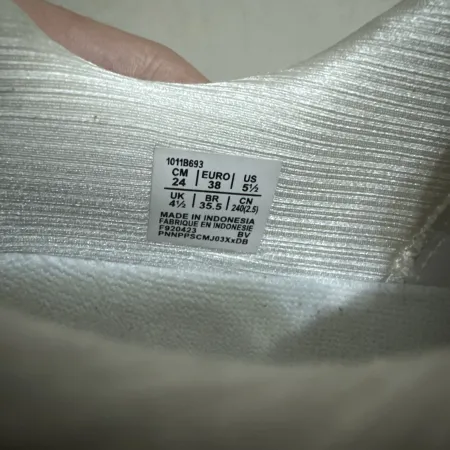 1011B693
CM EURO US
24 38 5½
UK BR CN
4½ 35.5 240(2.5)
MADE IN INDONESIA
FABRIQUE EN INDONESIE
F920423 BV
PNNPPSCMJ03XxDB